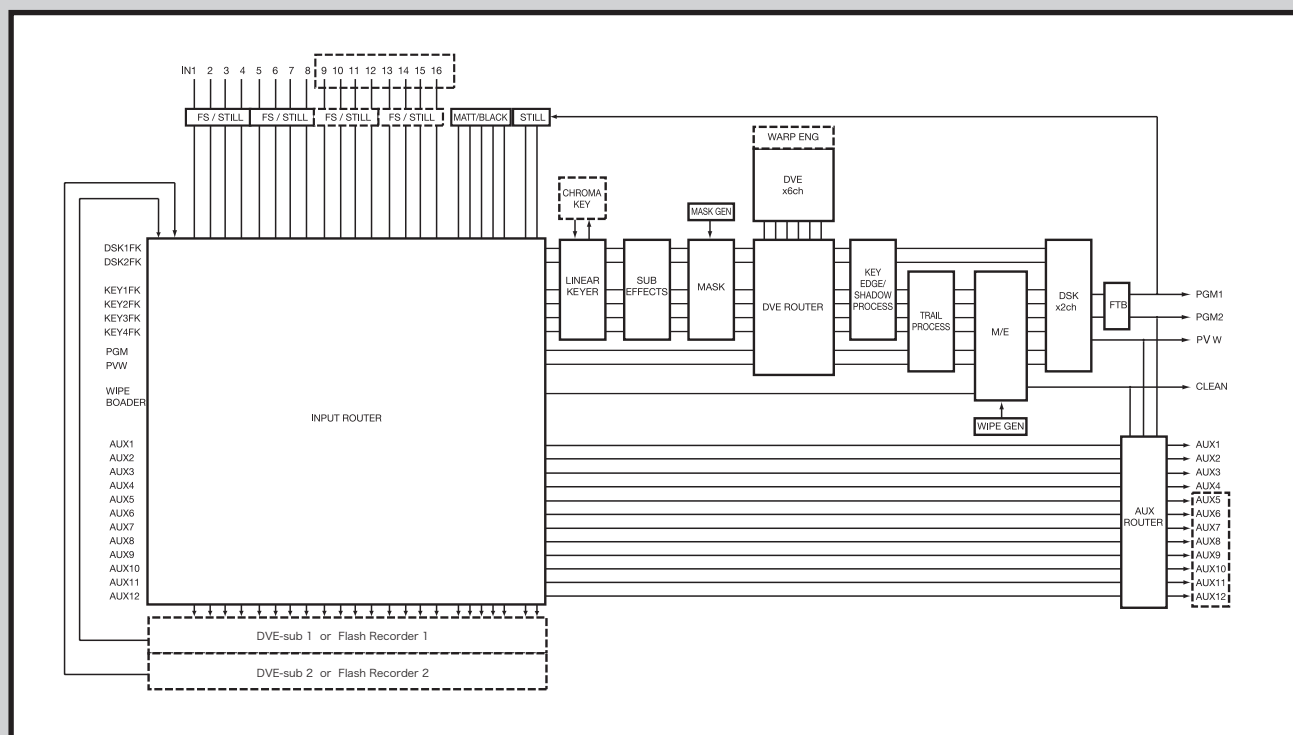 IN1 2 3 4 5 6 7 8 9 10 11 12 13 14 15 16
FS / STILL FS / STILL FS / STILL FS / STILL MATT/BLACK STILL
WARP ENG
DVE
x6ch
CHROMA
KEY
MASK GEN
DSK1FK
DSK2FK
KEY1FK
KEY2FK
KEY3FK
KEY4FK
PGM
PVW
WIPE
BOADER
INPUT ROUTER
LINEAR
KEYER
SUB
EFFECTS
MASK
DVE ROUTER
KEY
EDGE/
SHADOW
PROCESS
TRAIL
PROCESS
M/E
WIPE GEN
DSK
x2ch
FTB
PGM1
PGM2
PVW
CLEAN
AUX1
AUX2
AUX3
AUX4
AUX5
AUX6
AUX7
AUX8
AUX9
AUX10
AUX11
AUX12
AUX
ROUTER
AUX1
AUX2
AUX3
AUX4
AUX5
AUX6
AUX7
AUX8
AUX9
AUX10
AUX11
AUX12
DVE-sub 1 or Flash Recorder 1
DVE-sub 2 or Flash Recorder 2